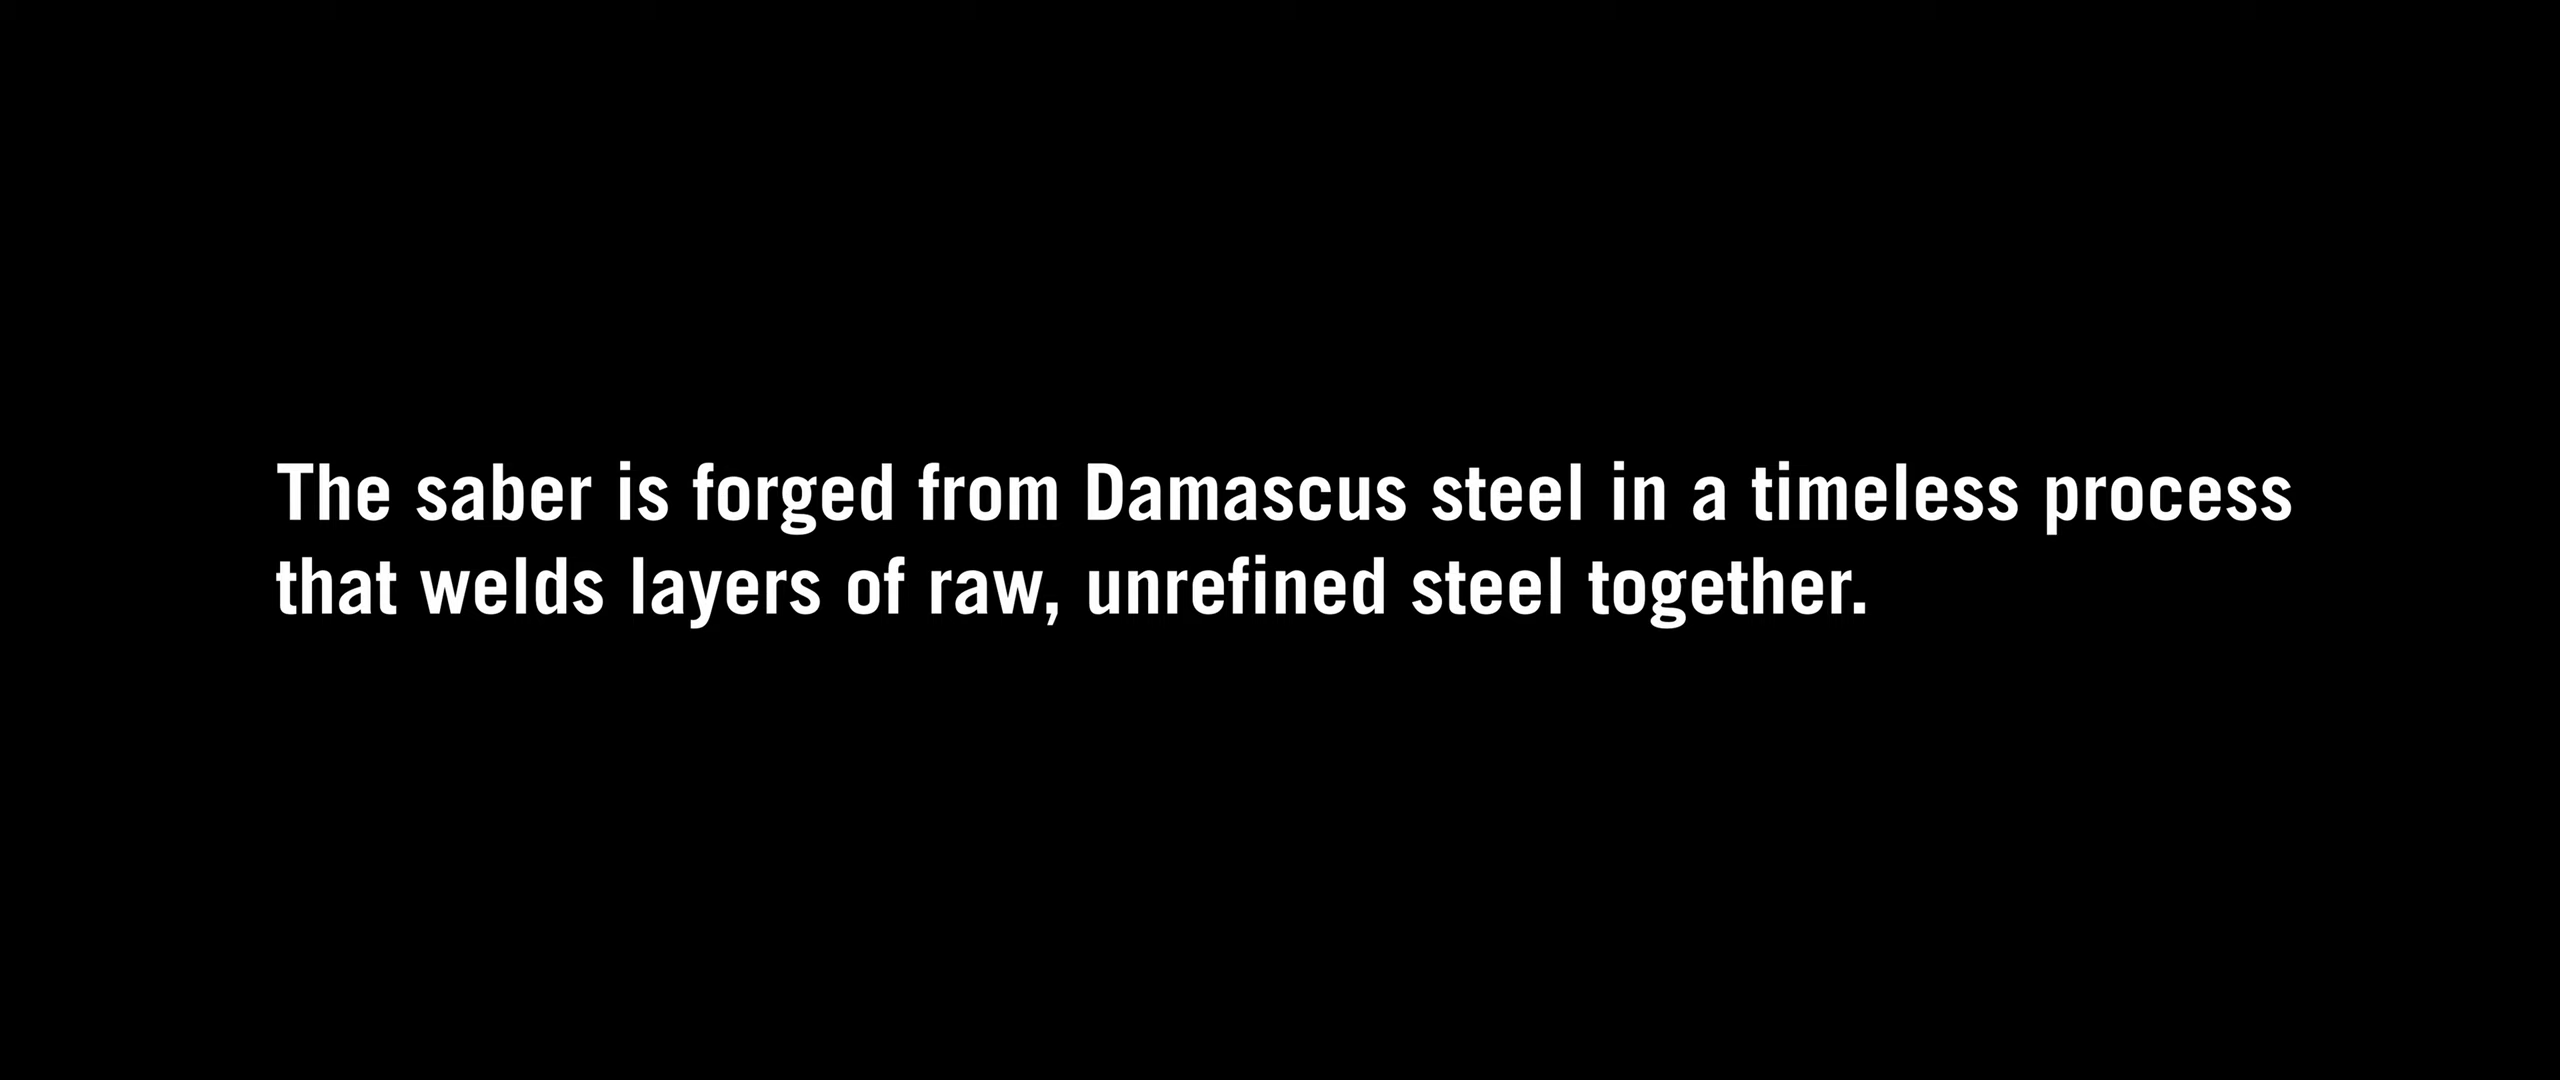 The saber is forged from Damascus steel in a timeless process
that welds layers of raw, unrefined steel together.